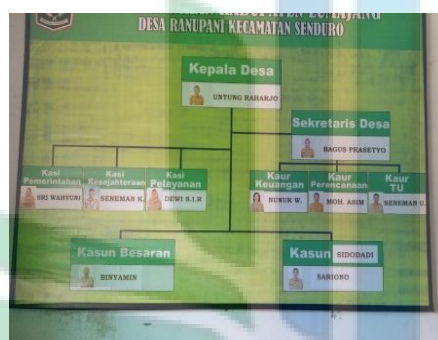 KABUPATEN LUMAJANG
DESA RANUPANI KECAMATAN SENDURO
Kepala Desa
UNTUNG RAHARJO
Sekretaris Desa
BAGUS PRASETYO
Kasi Pemerintahan
SRI WAHYUNI
Kasi Kesejahteraan
SENEMAN K.
Kasi Pelayanan
DEWI S.I.R
Kaur Keuangan
NUNUK W.
Kaur Perencanaan
MOH. ASIM
Kaur TU
SENEMAN U.
Kasun Besaran
BINYAMIN
Kasun SIDODADI
SARIONO